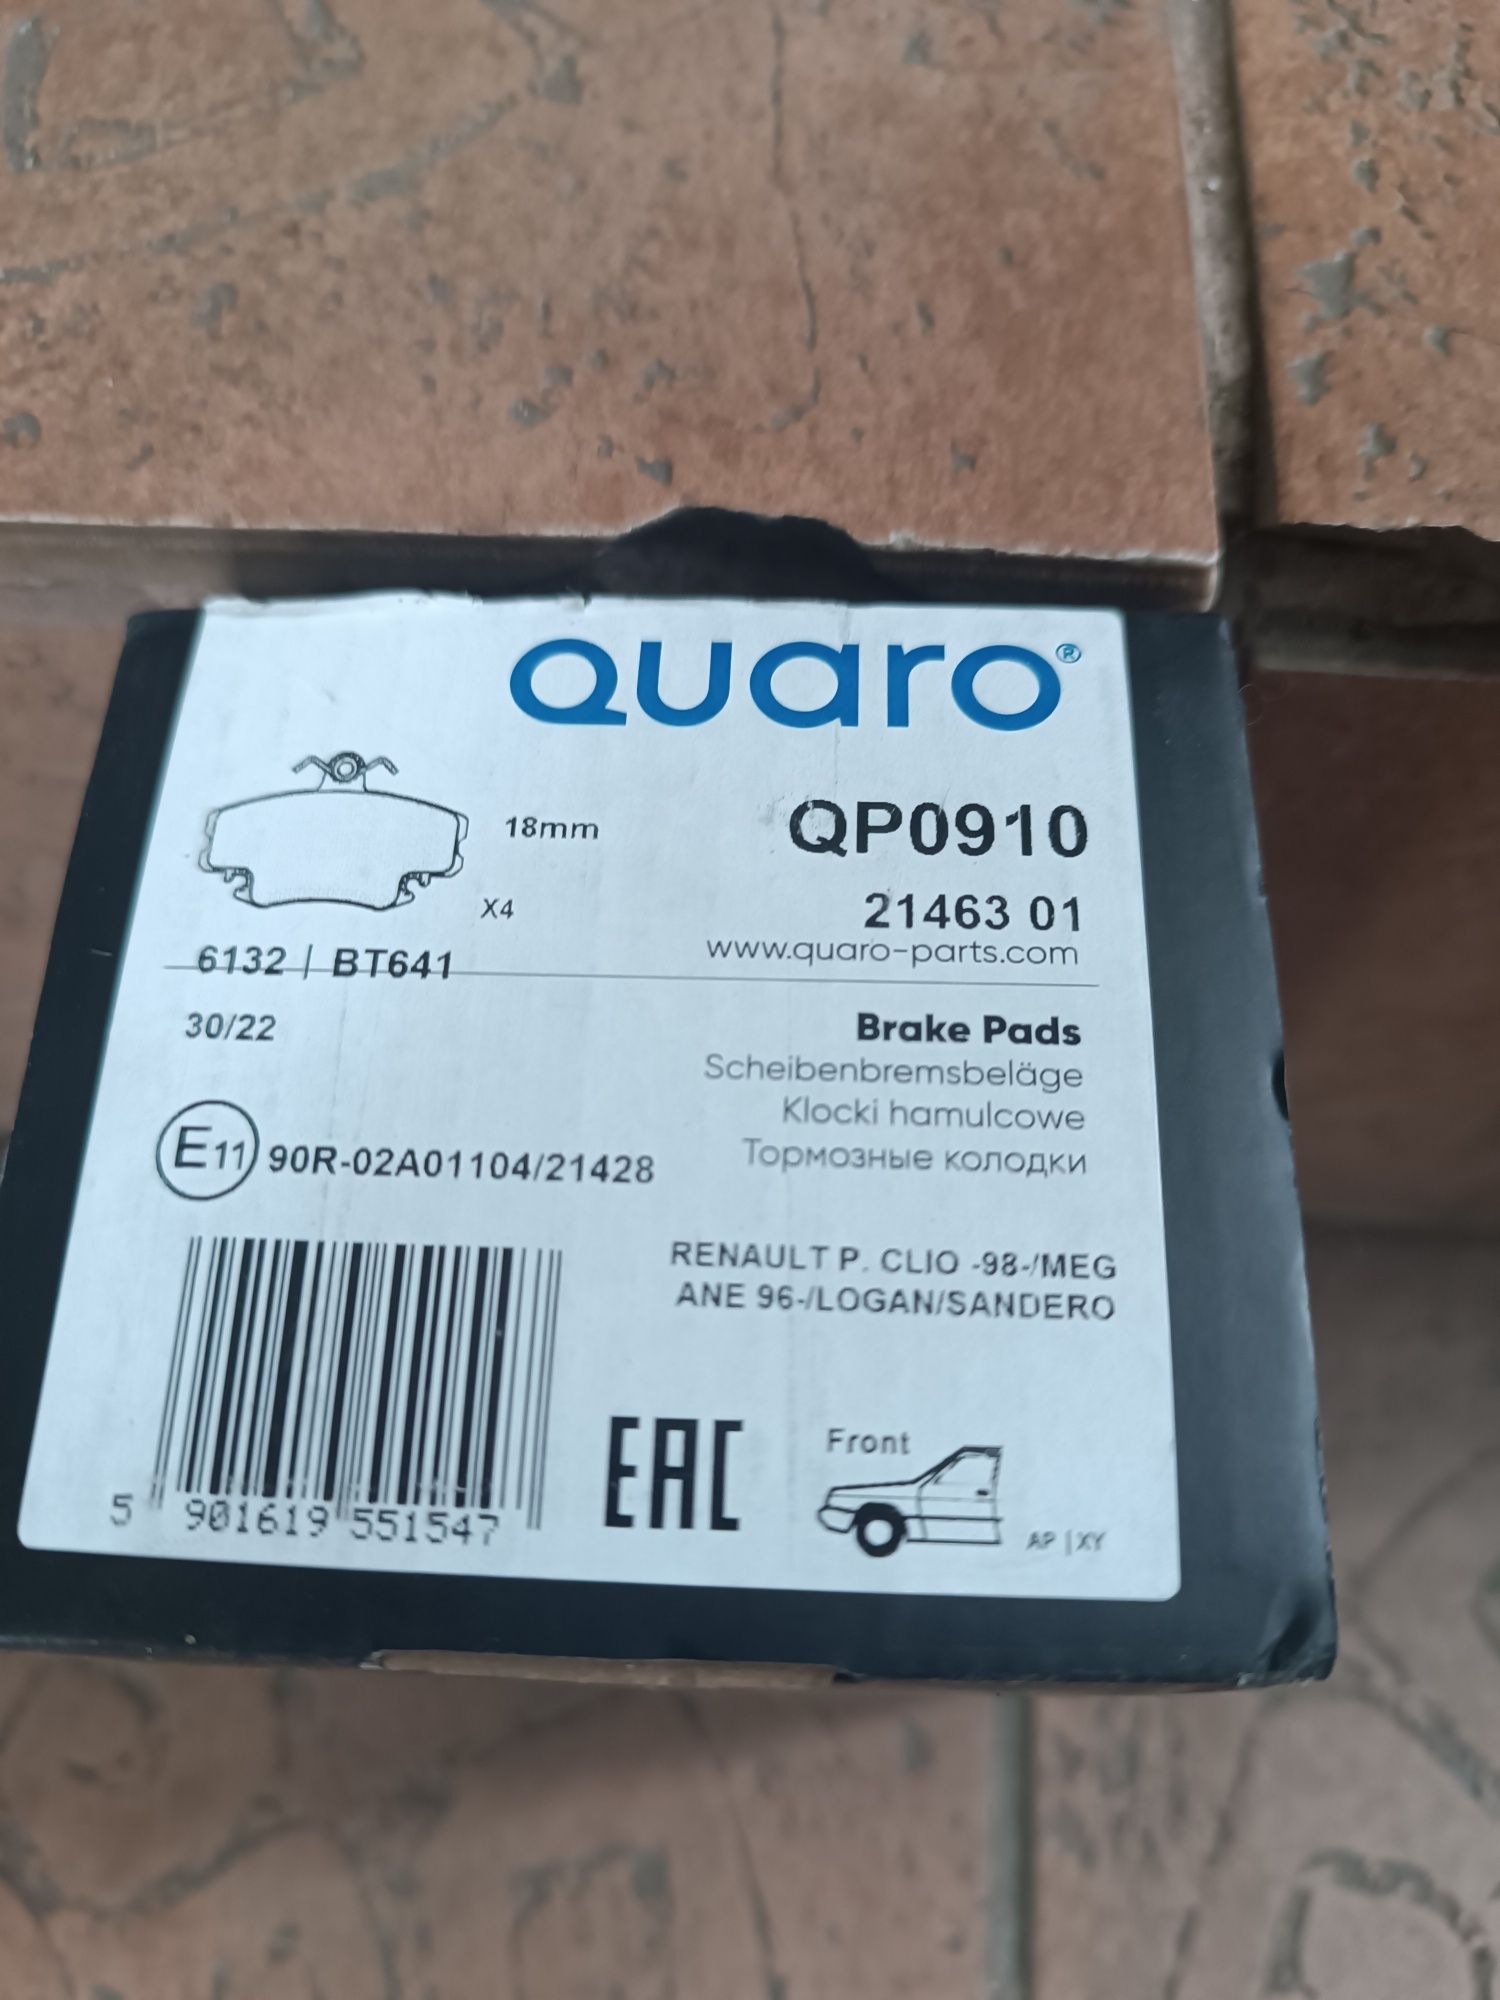 QUARO®
18mm
QP0910
X4
21463 01
6132 | BT641
www.quaro-parts.com
30/22
Brake Pads
Scheibenbremsbeläge
Klocki hamulcowe
Тормозные колодки
E11 90R-02A01104/21428
RENAULT P. CLIO -98-/MEG
ANE 96-/LOGAN/SANDERO
5 901619 551547
EAC
Front
AP | XY